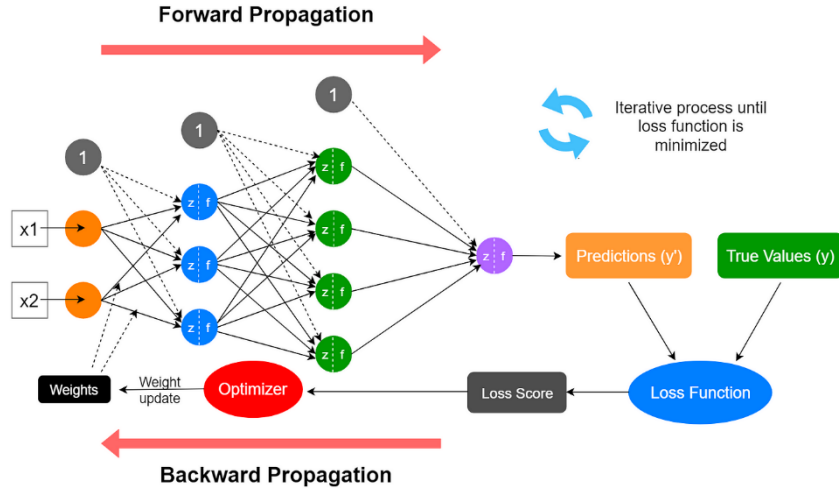 Forward Propagation
1
1
1
Iterative process until
loss function is
minimized
x1
x2
z f
z f
z f
z f
z f
z f
z f
z f
Predictions (y')
True Values (y)
Weights
Weight
update
Optimizer
Loss Score
Loss Function
Backward Propagation